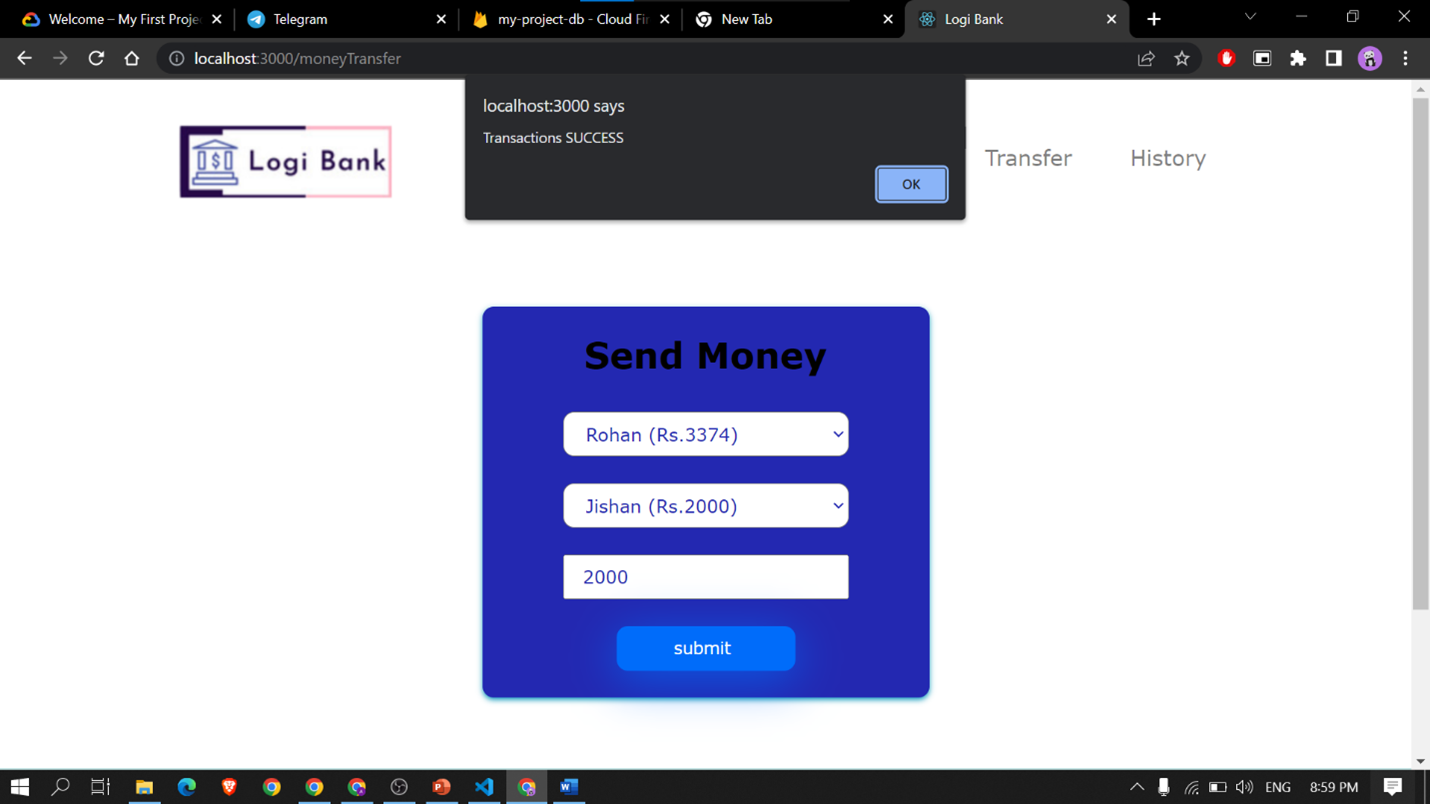 Welcome – My First Proje
Telegram
my-project-db - Cloud Fir
New Tab
Logi Bank
localhost:3000/moneyTransfer
localhost:3000 says
Transactions SUCCESS
OK
Logi Bank
Transfer
History
Send Money
Rohan (Rs.3374)
Jishan (Rs.2000)
2000
submit
ENG
8:59 PM